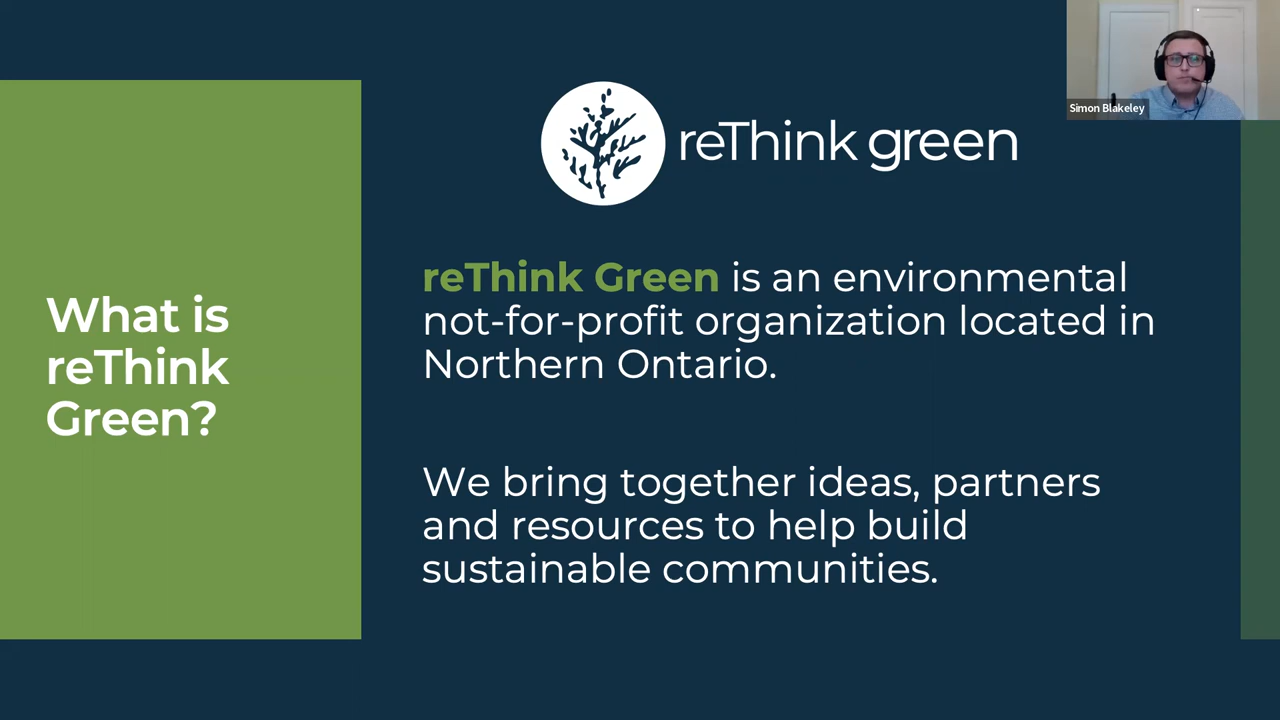 Simon Blakeley
reThink green
What is
reThink
Green?
reThink Green is an environmental
not-for-profit organization located in
Northern Ontario.
We bring together ideas, partners
and resources to help build
sustainable communities.